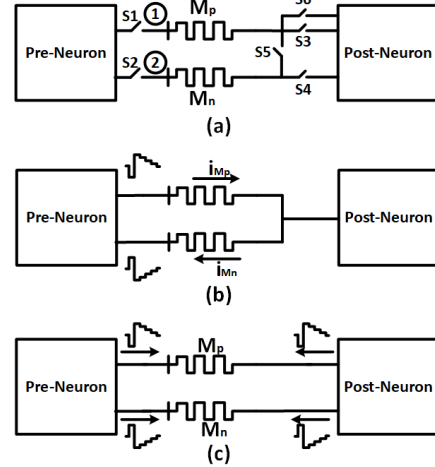 S1 1 Mp
S3
Pre-Neuron
S5
Post-Neuron
S2 2
Mn
S4
(a)
iMp
Pre-Neuron
Post-Neuron
iMn
(b)
Mp
Pre-Neuron
Post-Neuron
Mn
(c)